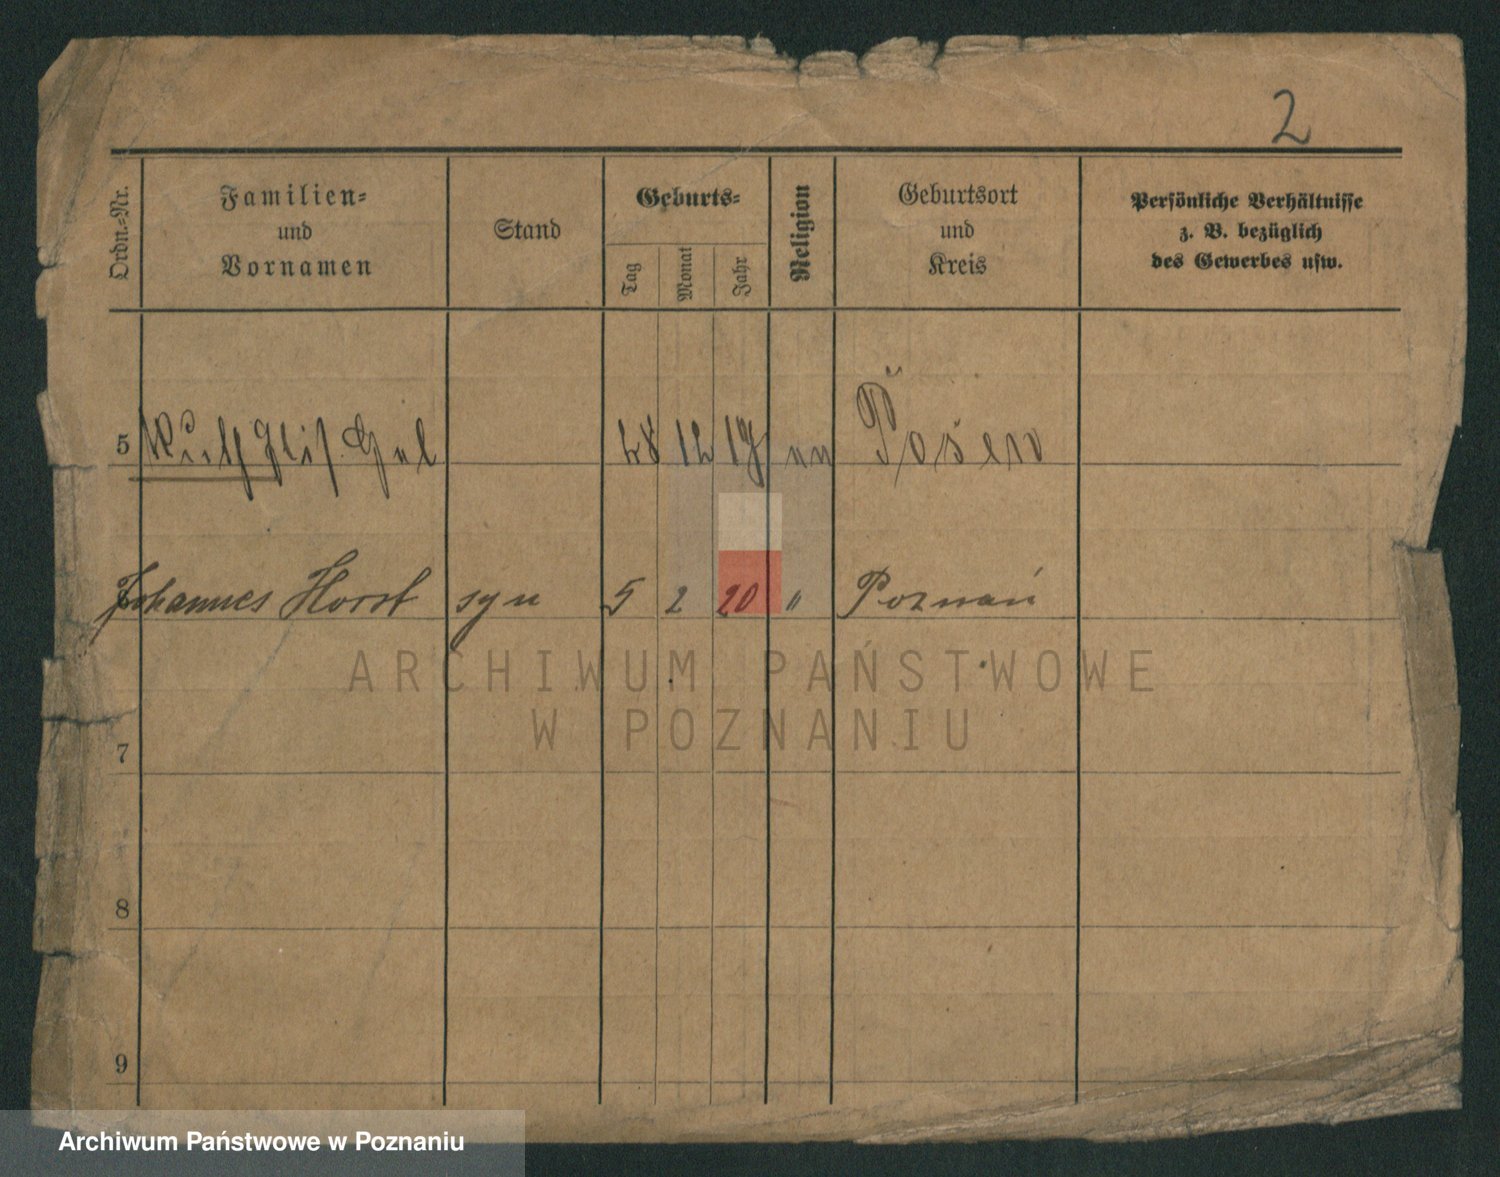 2
Ordn.-Nr.
Familien-
und
Vornamen
Stand
Geburts-
Tag
Monat
Jahr
Religion
Geburtsort
und
Kreis
Persönliche Verhältnisse
z. B. bezüglich
des Gewerbes usw.
5 28 12 19 Posen
Johannes Horst syn 5 2 20 " Poznań
ARCHIWUM PAŃSTWOWE
W POZNANIU
7
8
9
Archiwum Państwowe w Poznaniu